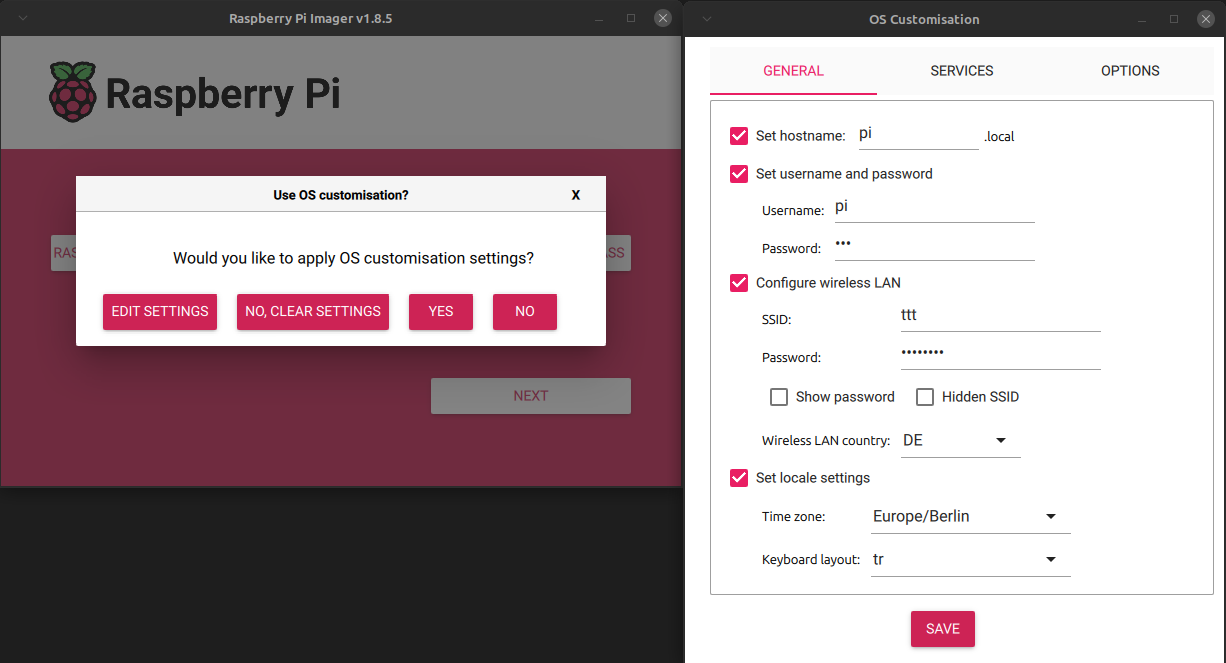 Raspberry Pi Imager v1.8.5
Raspberry Pi
Use OS customisation? X
Would you like to apply OS customisation settings?
EDIT SETTINGS NO, CLEAR SETTINGS YES NO
NEXT
OS Customisation
GENERAL SERVICES OPTIONS
Set hostname: pi .local
Set username and password
Username: pi
Password: •••
Configure wireless LAN
SSID: ttt
Password: ••••••••
Show password Hidden SSID
Wireless LAN country: DE
Set locale settings
Time zone: Europe/Berlin
Keyboard layout: tr
SAVE